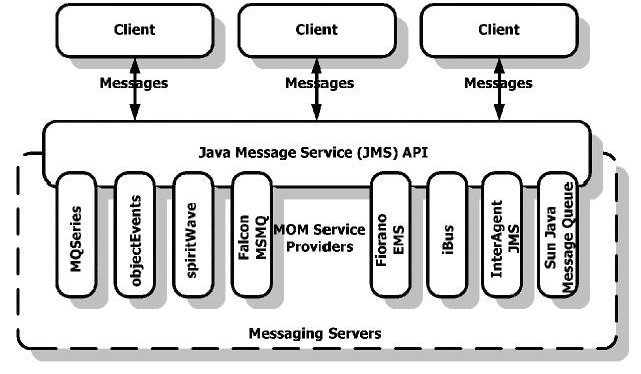 Client
Client
Client
Messages
Messages
Messages
Java Message Service (JMS) API
MQSeries
objectEvents
spiritWave
Falcon
MSMQ
MOM Service
Providers
Fiorano
EMS
iBus
InterAgent
JMS
Sun Java
Message Queue
Messaging Servers